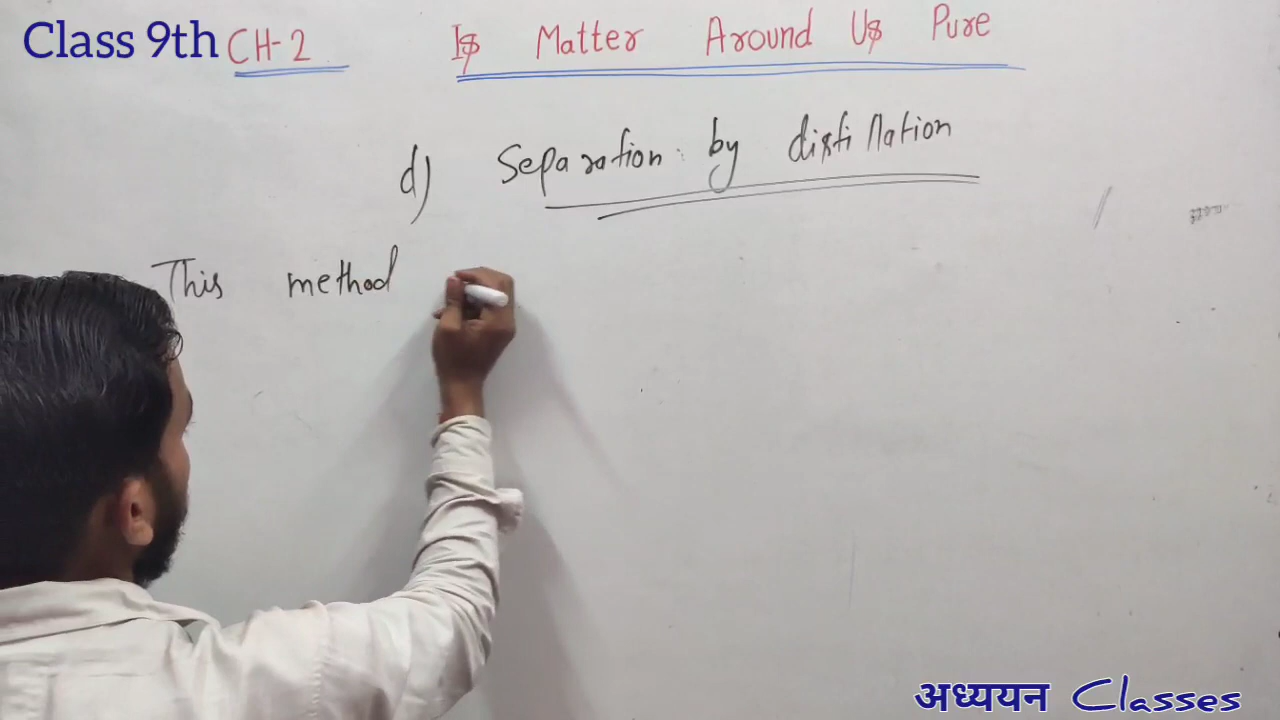 Class 9th CH-2 Is Matter Around Us Pure
d) Separation by distillation
This method
अध्ययन Classes